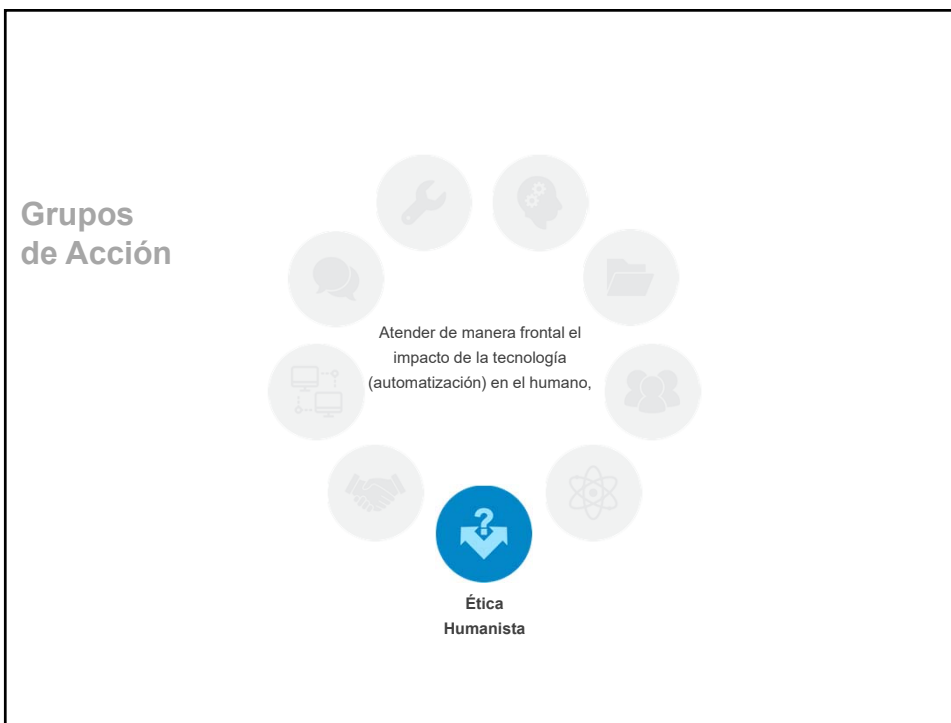 Grupos
de Acción
Atender de manera frontal el
impacto de la tecnología
(automatización) en el humano,
?
Ética
Humanista